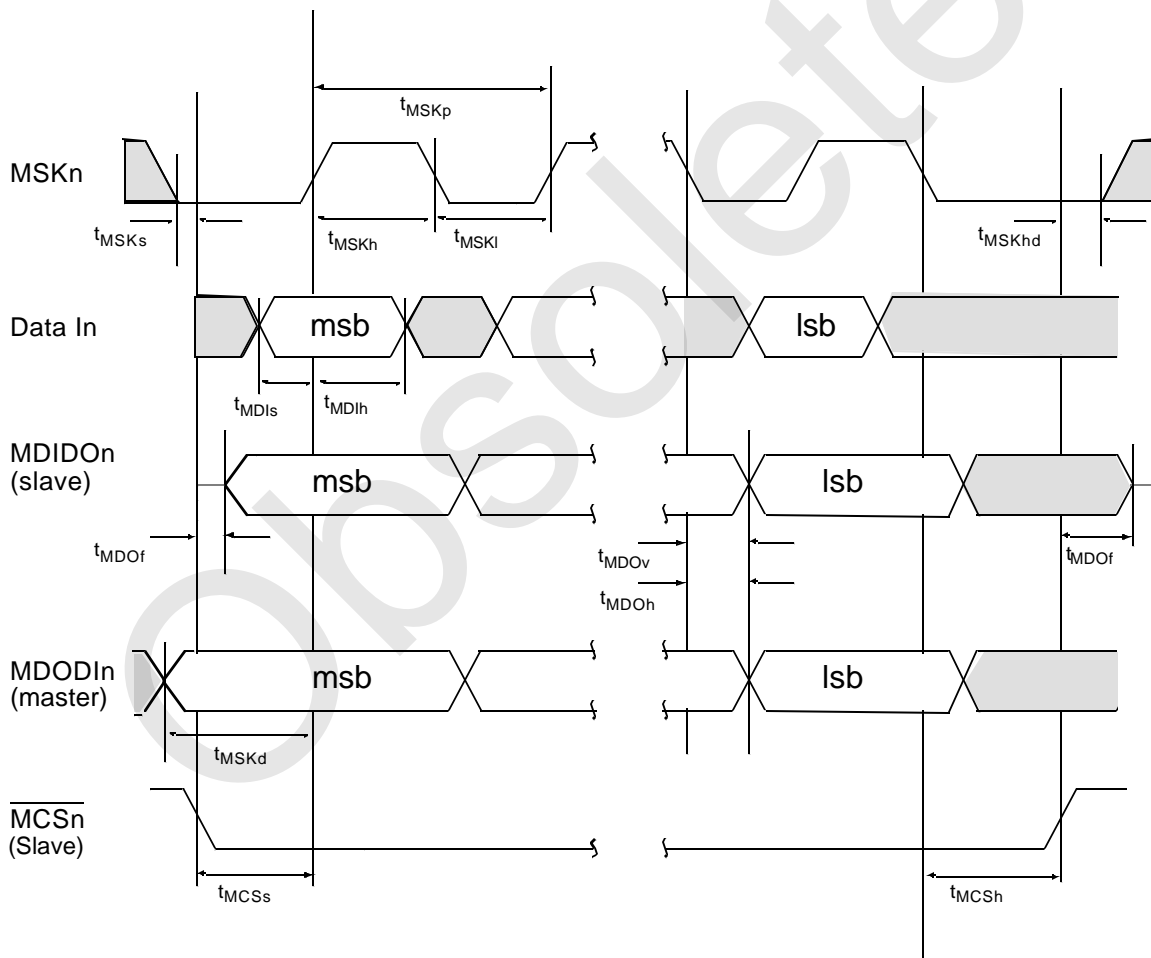 Obsolete
tMSKp
MSKn
tMSKs
tMSKh
tMSKl
tMSKhd
Data In
msb
lsb
tMDIs
tMDIh
MDIDOn
(slave)
msb
lsb
tMDOf
tMDOv
tMDOf
tMDOh
MDODIn
(master)
msb
lsb
tMSKd
MCSn
(Slave)
tMCSs
tMCSh